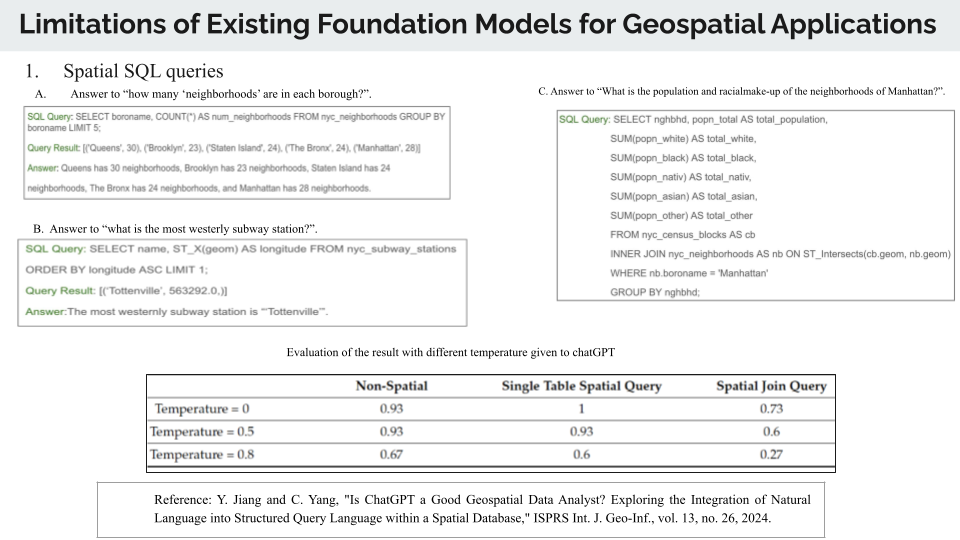 Limitations of Existing Foundation Models for Geospatial Applications
1. Spatial SQL queries
A. Answer to “how many ‘neighborhoods’ are in each borough?”.
SQL Query: SELECT boroname, COUNT(*) AS num_neighborhoods FROM nyc_neighborhoods GROUP BY
boroname LIMIT 5;
Query Result: [('Queens', 30), ('Brooklyn', 23), ('Staten Island', 24), ('The Bronx', 24), ('Manhattan', 28)]
Answer: Queens has 30 neighborhoods, Brooklyn has 23 neighborhoods, Staten Island has 24
neighborhoods, The Bronx has 24 neighborhoods, and Manhattan has 28 neighborhoods.
B. Answer to “what is the most westerly subway station?”.
SQL Query: SELECT name, ST_X(geom) AS longitude FROM nyc_subway_stations
ORDER BY longitude ASC LIMIT 1;
Query Result: [('Tottenville', 563292.0,)]
Answer:The most westernly subway station is "'Tottenville'".
C. Answer to “What is the population and racialmake-up of the neighborhoods of Manhattan?”.
SQL Query: SELECT nghbhd, popn_total AS total_population,
SUM(popn_white) AS total_white,
SUM(popn_black) AS total_black,
SUM(popn_nativ) AS total_nativ,
SUM(popn_asian) AS total_asian,
SUM(popn_other) AS total_other
FROM nyc_census_blocks AS cb
INNER JOIN nyc_neighborhoods AS nb ON ST_Intersects(cb.geom, nb.geom)
WHERE nb.boroname = 'Manhattan'
GROUP BY nghbhd;
Evaluation of the result with different temperature given to chatGPT
Non-Spatial Single Table Spatial Query Spatial Join Query
Temperature = 0 0.93 1 0.73
Temperature = 0.5 0.93 0.93 0.6
Temperature = 0.8 0.67 0.6 0.27
Reference: Y. Jiang and C. Yang, "Is ChatGPT a Good Geospatial Data Analyst? Exploring the Integration of Natural
Language into Structured Query Language within a Spatial Database," ISPRS Int. J. Geo-Inf., vol. 13, no. 26, 2024.